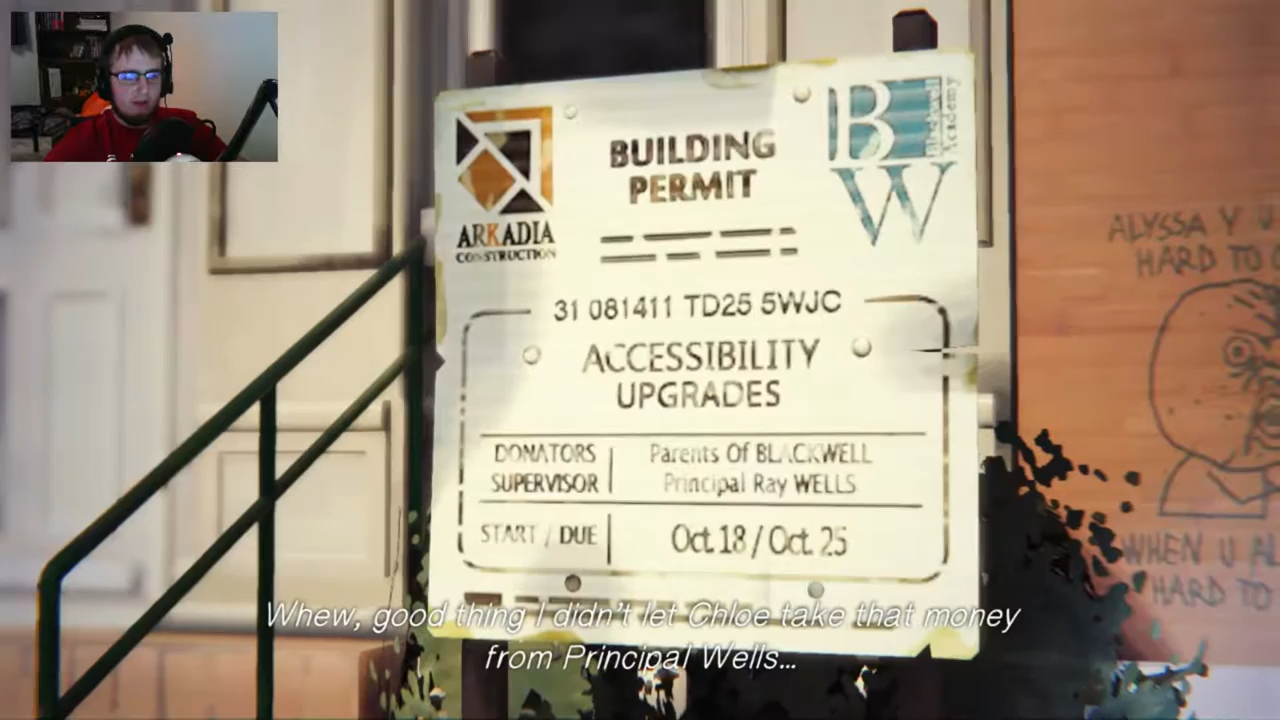 BUILDING
PERMIT
ARKADIA
CONSTRUCTION
BW
Blackwell
Academy
31 081411 TD25 5WJC
ACCESSIBILITY
UPGRADES
DONATORS Parents Of BLACKWELL
SUPERVISOR Principal Ray WELLS
START / DUE Oct.18 / Oct. 25
ALYSSA Y U
HARD TO
WHEN U
HARD TO
Whew, good thing I didn't let Chloe take that money
from Principal Wells...